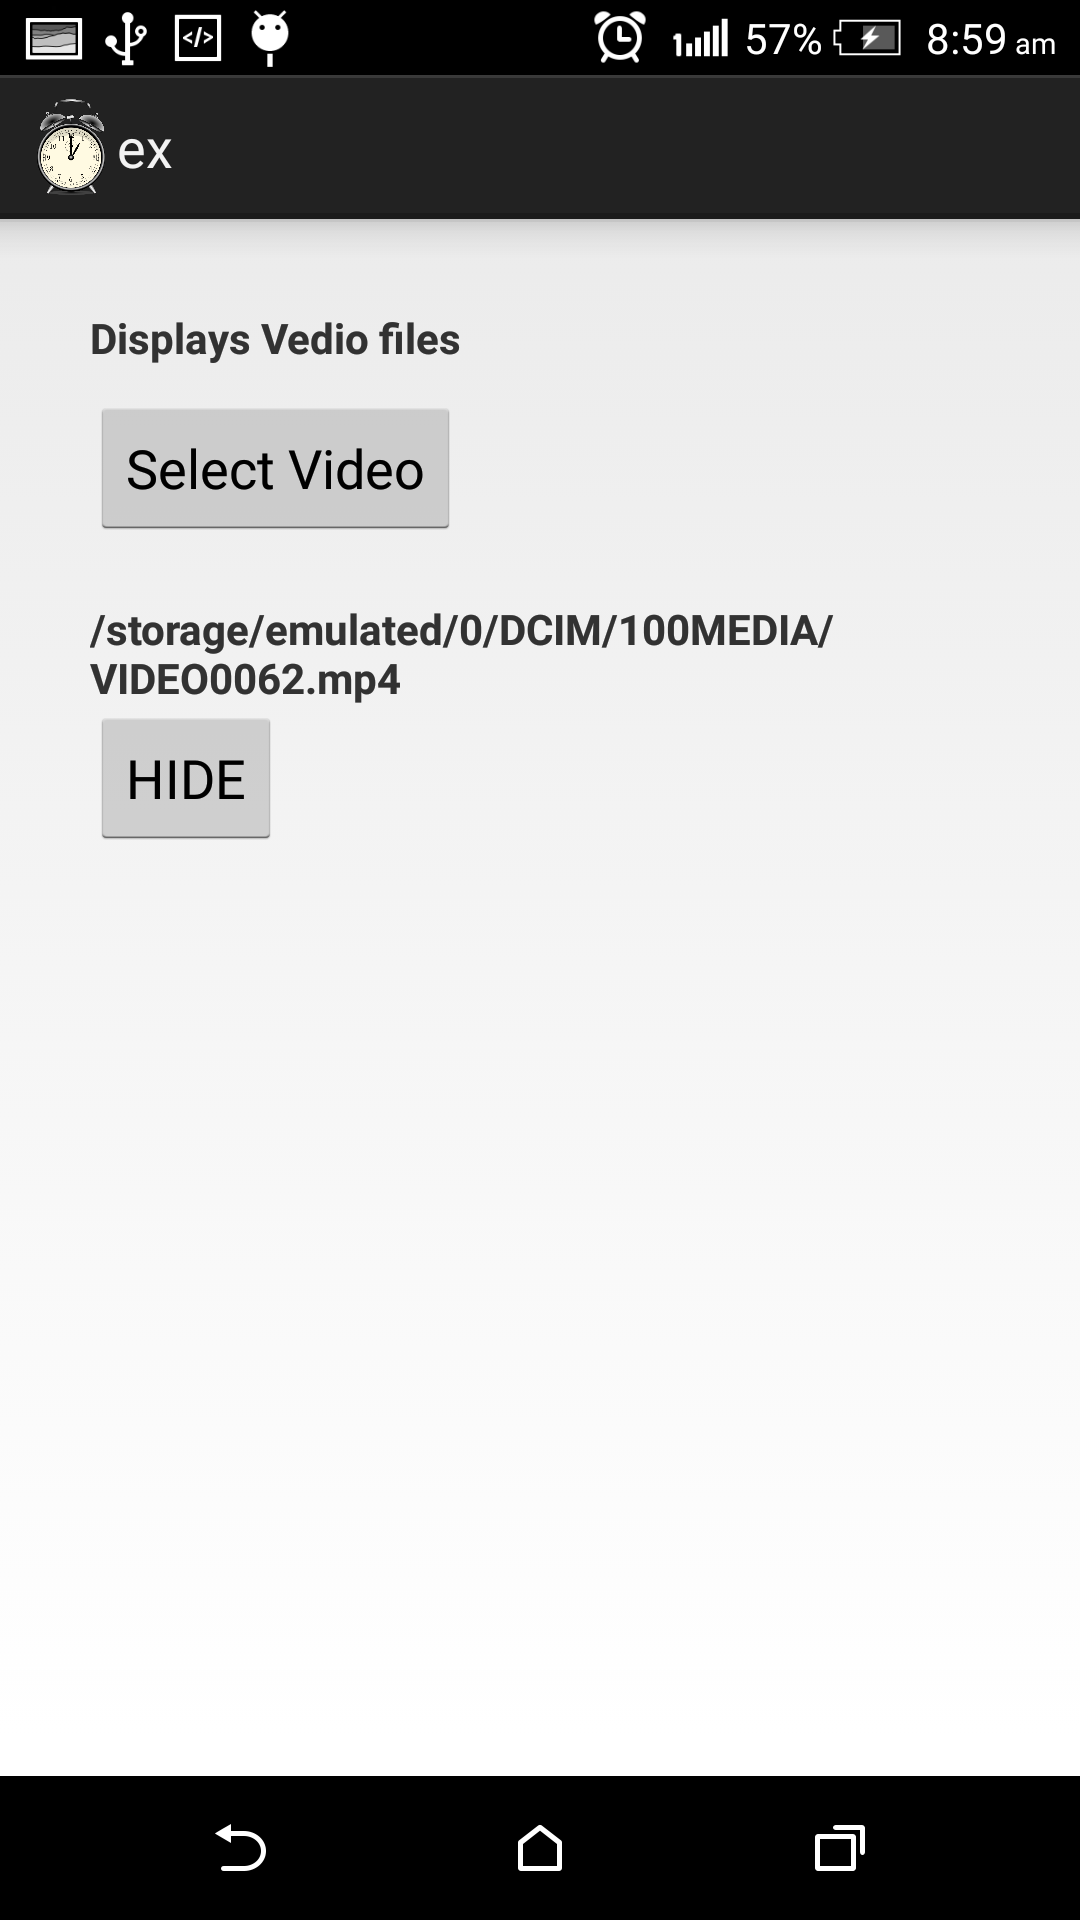 57% 8:59 am
ex
Displays Vedio files
Select Video
/storage/emulated/0/DCIM/100MEDIA/
VIDEO0062.mp4
HIDE